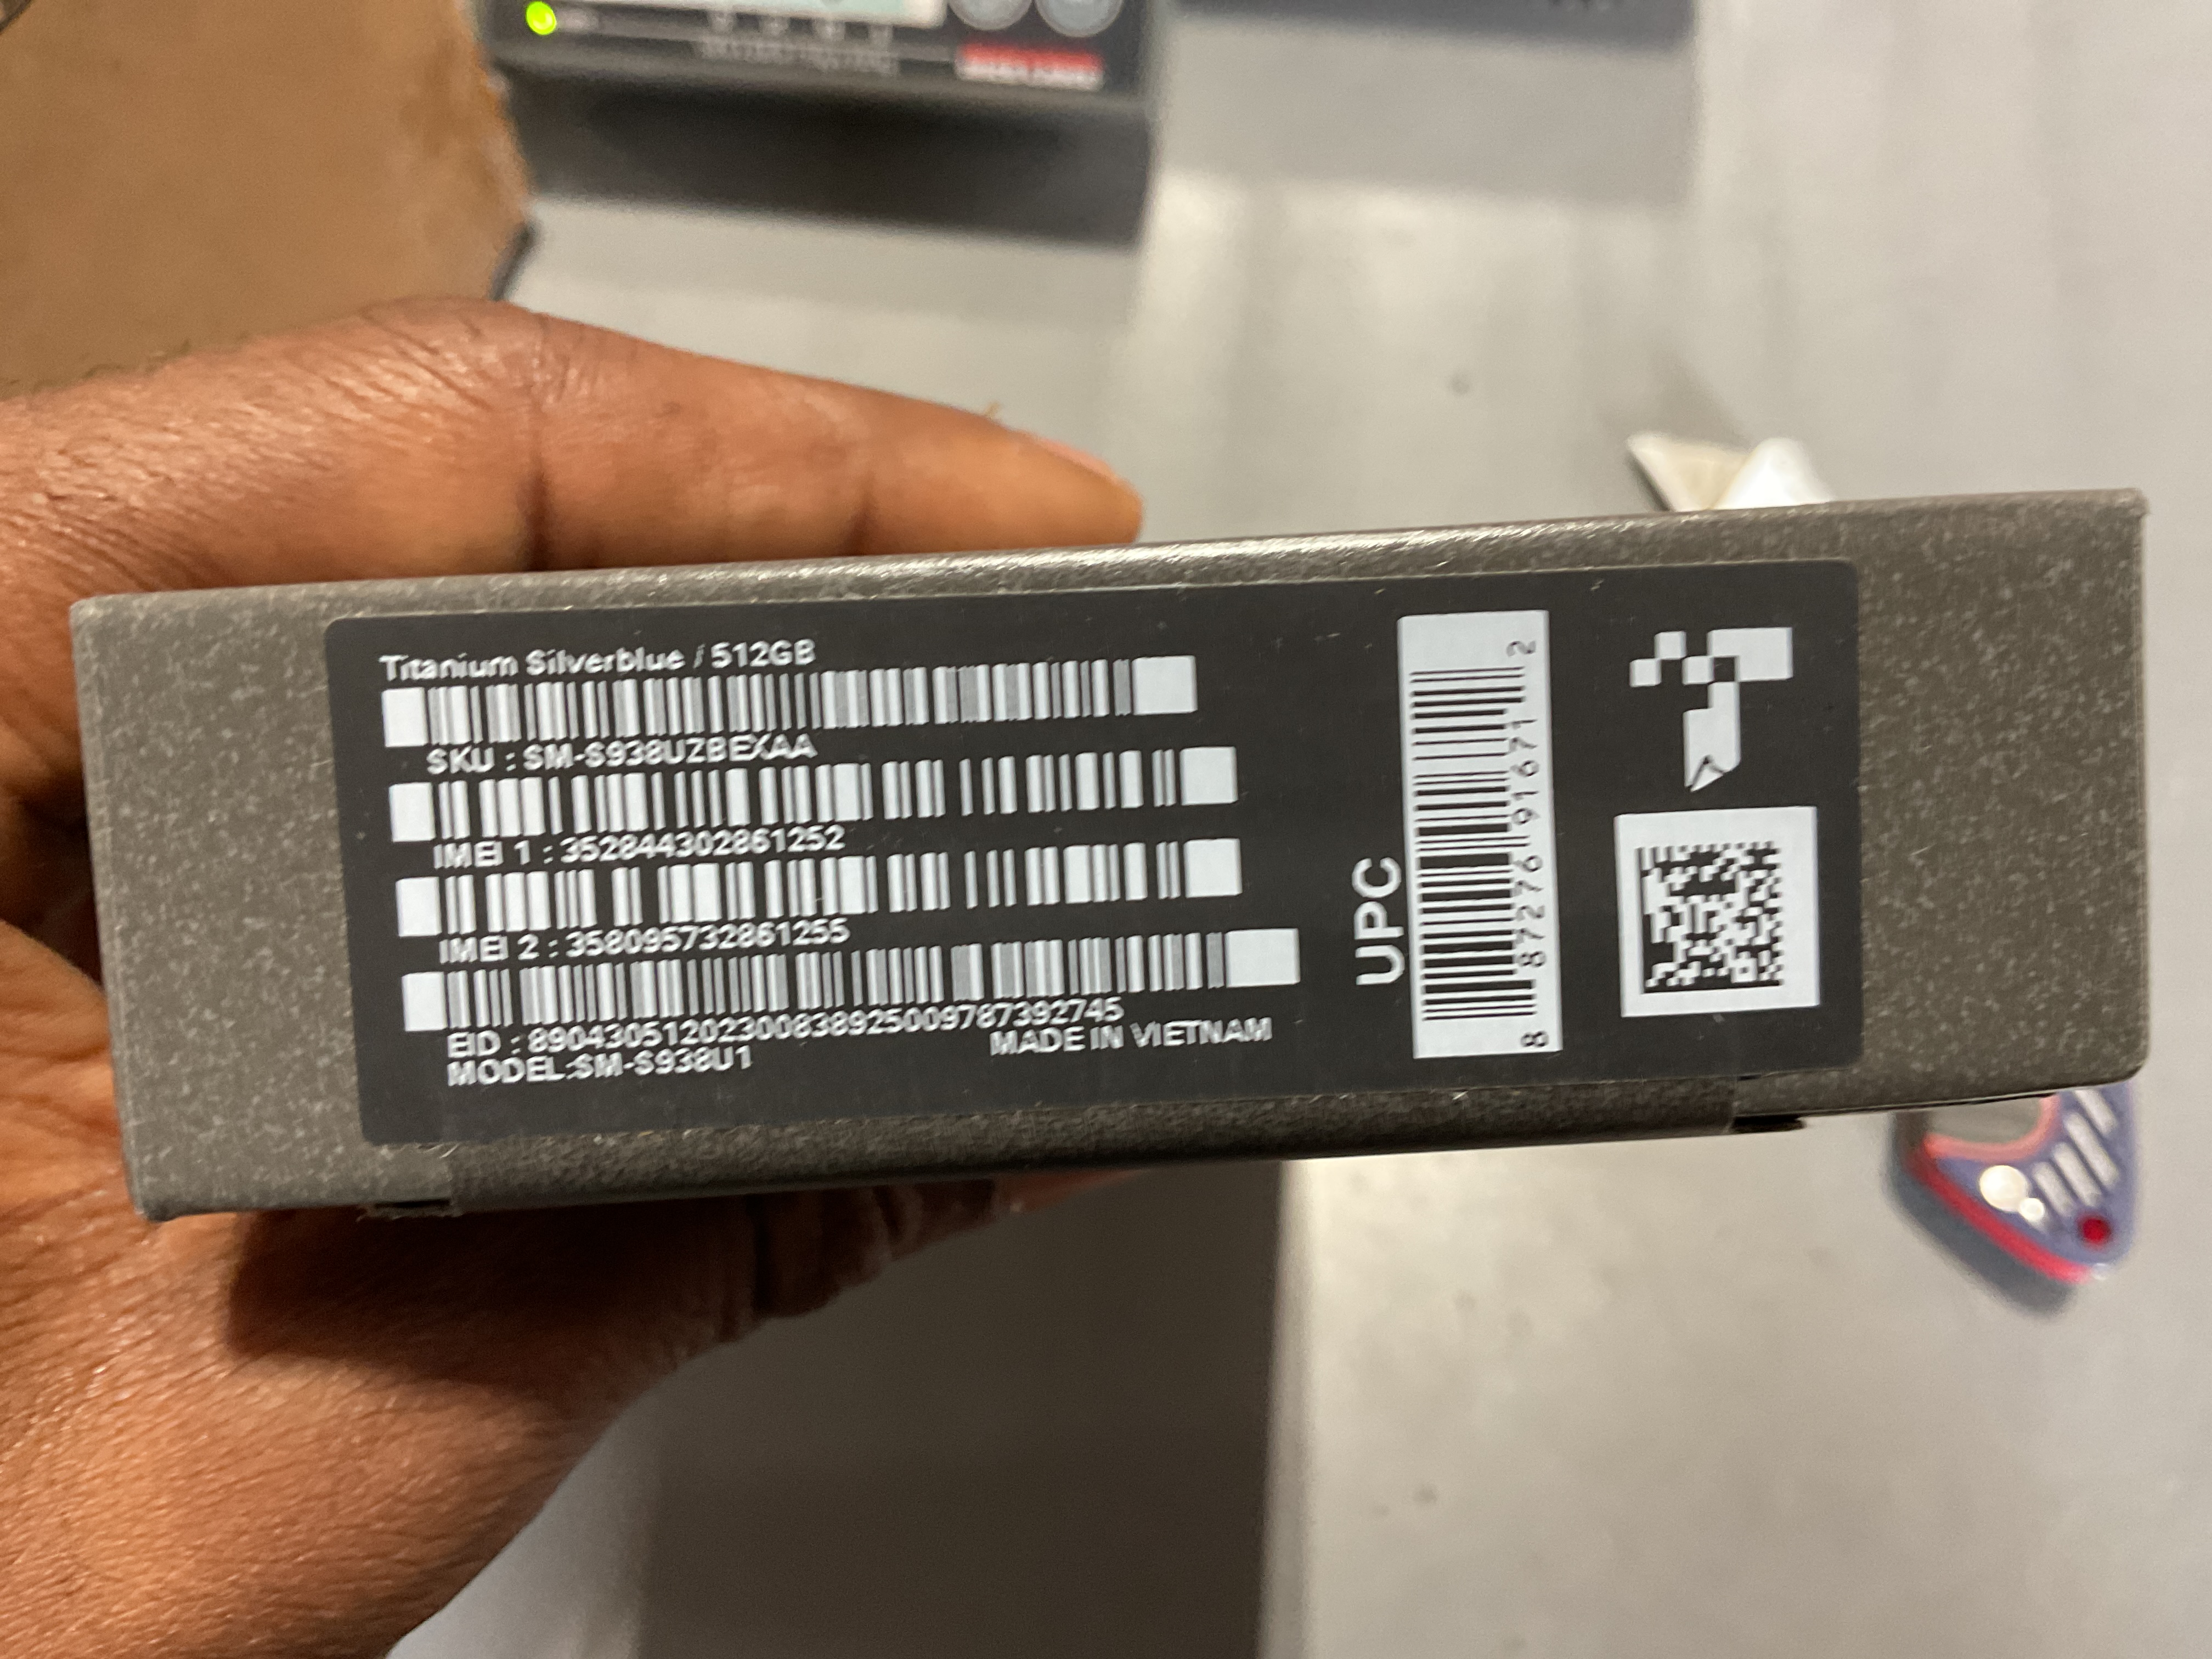 Titanium Silverblue / 512GB
SKU : SM-S938UZBEXAA
IMEI 1 : 352844302861252
IMEI 2 : 358095732861255
EID : 89043051202300838925009787392745
MADE IN VIETNAM
MODEL:SM-S938U1
UPC
8 87276 91671 2